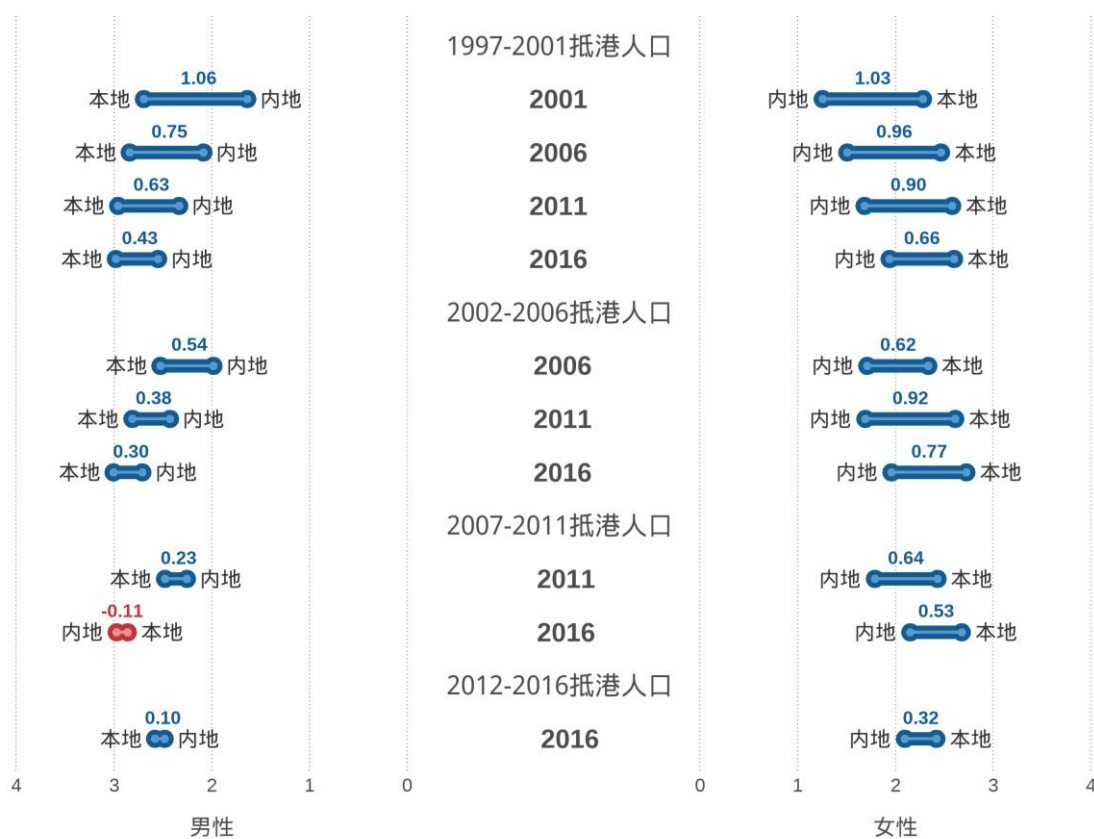 1997-2001抵港人口
1.06 1.03
本地 内地 2001 内地 本地
0.75 0.96
本地 内地 2006 内地 本地
0.63 0.90
本地 内地 2011 内地 本地
0.43 0.66
本地 内地 2016 内地 本地
2002-2006抵港人口
0.54 0.62
本地 内地 2006 内地 本地
0.38 0.92
本地 内地 2011 内地 本地
0.30 0.77
本地 内地 2016 内地 本地
2007-2011抵港人口
0.23 0.64
本地 内地 2011 内地 本地
-0.11 0.53
内地 本地 2016 内地 本地
2012-2016抵港人口
0.10 0.32
本地 内地 2016 内地 本地
4 3 2 1 0 0 1 2 3 4
男性 女性